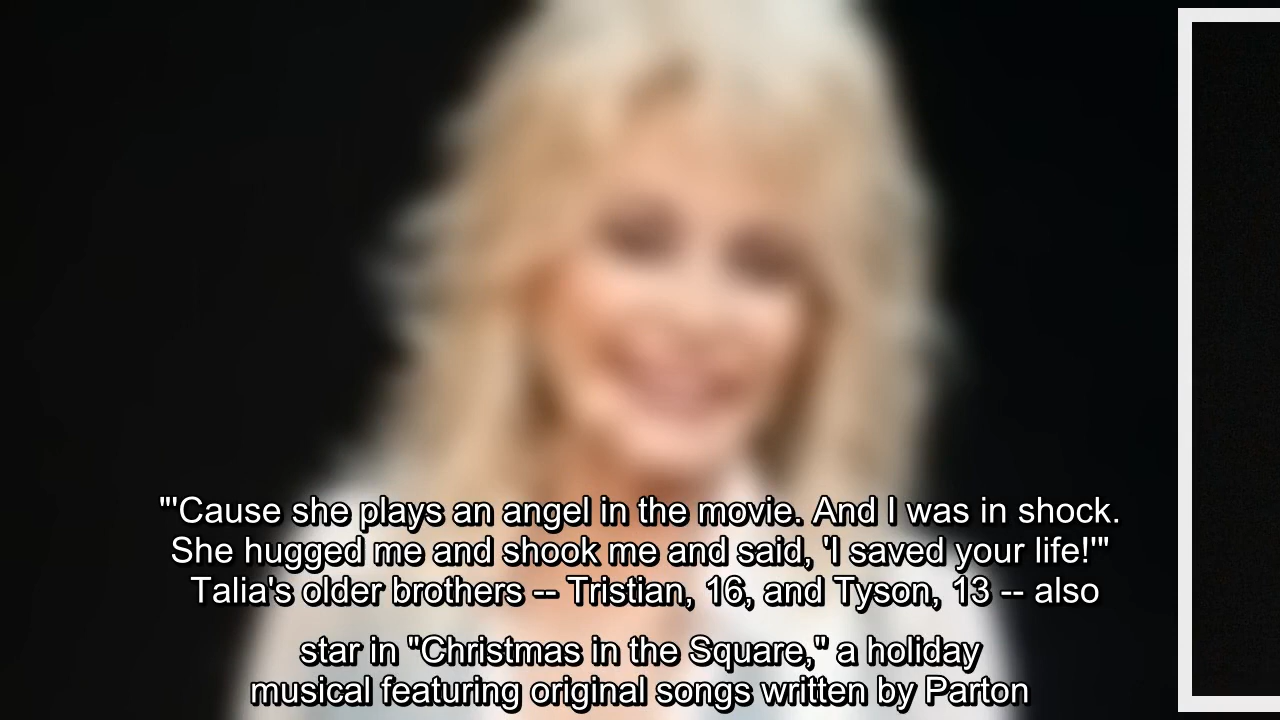 "'Cause she plays an angel in the movie. And I was in shock.
She hugged me and shook me and said, 'I saved your life!'"
Talia's older brothers -- Tristian, 16, and Tyson, 13 -- also
star in "Christmas in the Square," a holiday
musical featuring original songs written by Parton